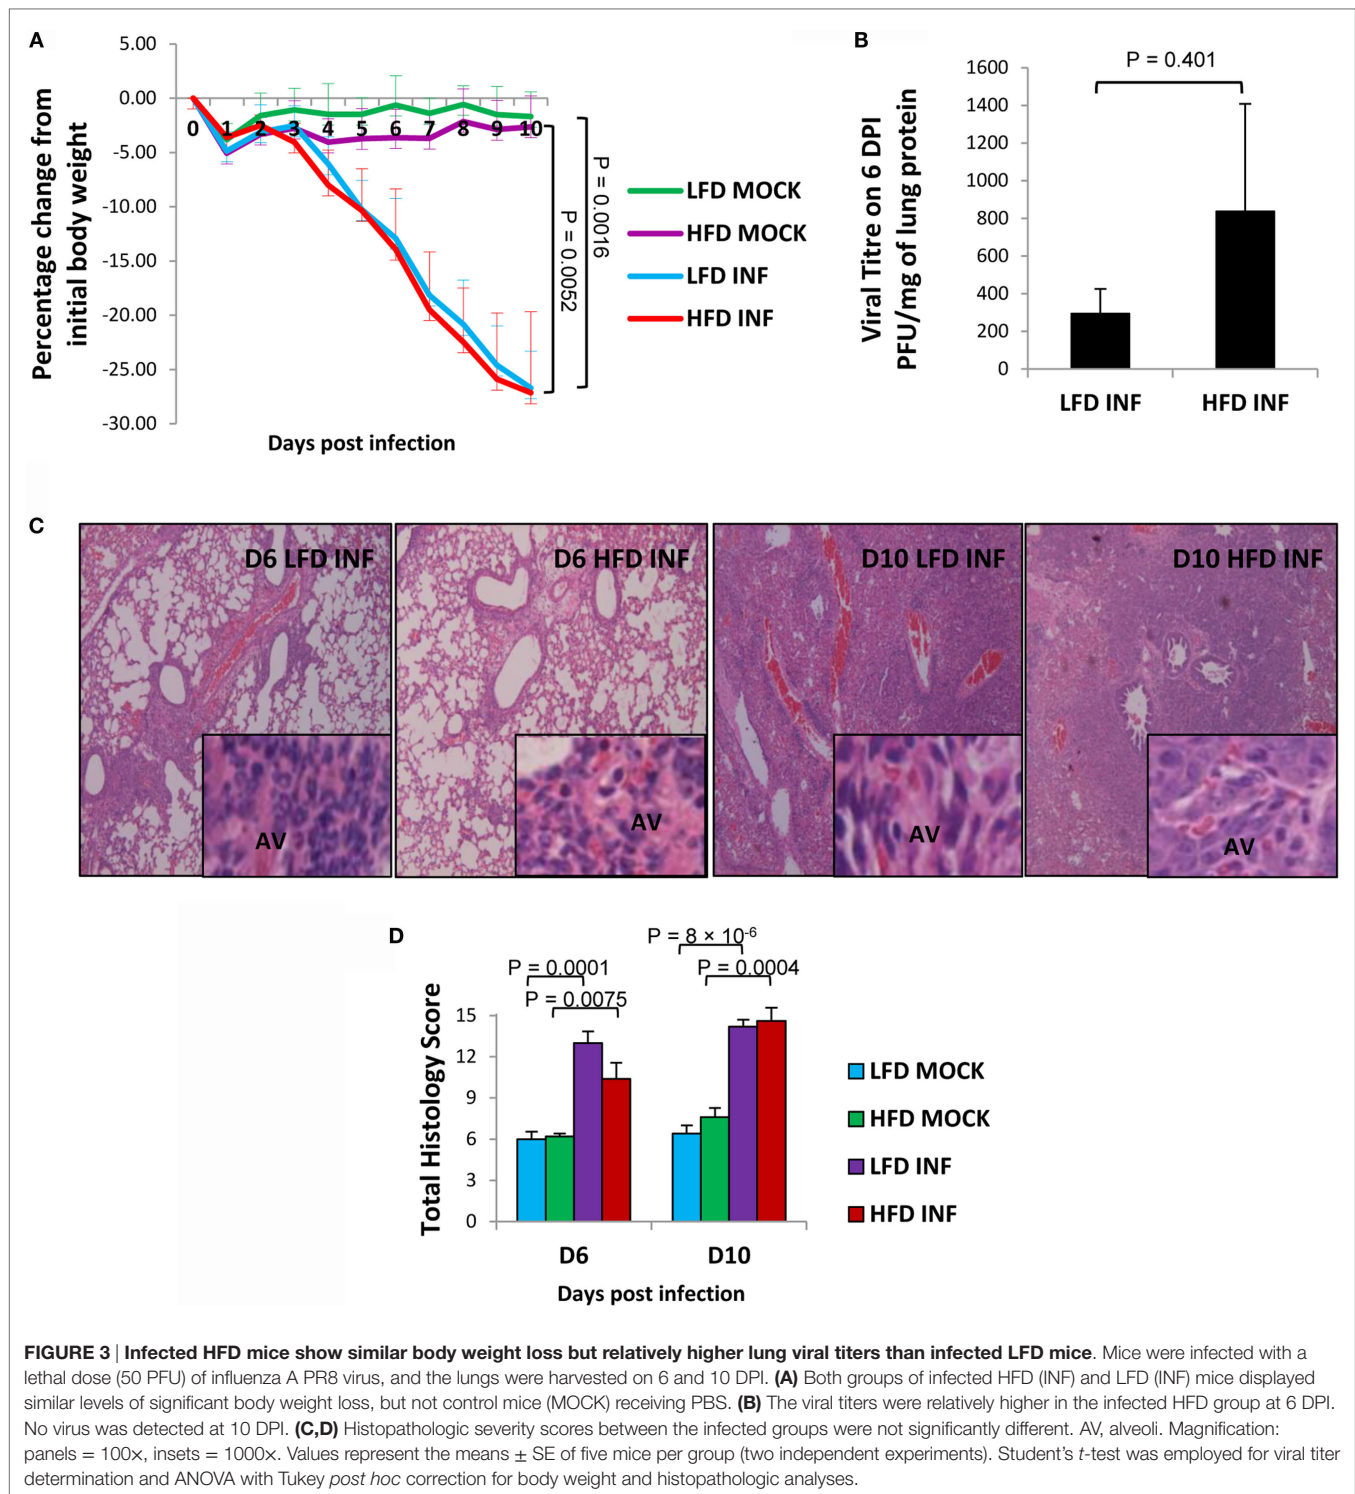 A
5.00
0.00
-5.00
-10.00
-15.00
-20.00
-25.00
-30.00
Percentage change from
initial body weight
0 1 2 3 4 5 6 7 8 9 10
Days post infection
P = 0.0016
P = 0.0052
LFD MOCK
HFD MOCK
LFD INF
HFD INF
B
P = 0.401
1600
1400
1200
1000
800
600
400
200
0
Viral Titre on 6 DPI
PFU/mg of lung protein
LFD INF HFD INF
C
D6 LFD INF
AV
D6 HFD INF
AV
D10 LFD INF
AV
D10 HFD INF
AV
D
P = 8 × 10-6
P = 0.0001
P = 0.0004
P = 0.0075
15
12
9
6
3
0
Total Histology Score
D6 D10
Days post infection
LFD MOCK
HFD MOCK
LFD INF
HFD INF
FIGURE 3 | Infected HFD mice show similar body weight loss but relatively higher lung viral titers than infected LFD mice. Mice were infected with a
lethal dose (50 PFU) of influenza A PR8 virus, and the lungs were harvested on 6 and 10 DPI. (A) Both groups of infected HFD (INF) and LFD (INF) mice displayed
similar levels of significant body weight loss, but not control mice (MOCK) receiving PBS. (B) The viral titers were relatively higher in the infected HFD group at 6 DPI.
No virus was detected at 10 DPI. (C,D) Histopathologic severity scores between the infected groups were not significantly different. AV, alveoli. Magnification:
panels = 100×, insets = 1000×. Values represent the means ± SE of five mice per group (two independent experiments). Student's t-test was employed for viral titer
determination and ANOVA with Tukey post hoc correction for body weight and histopathologic analyses.